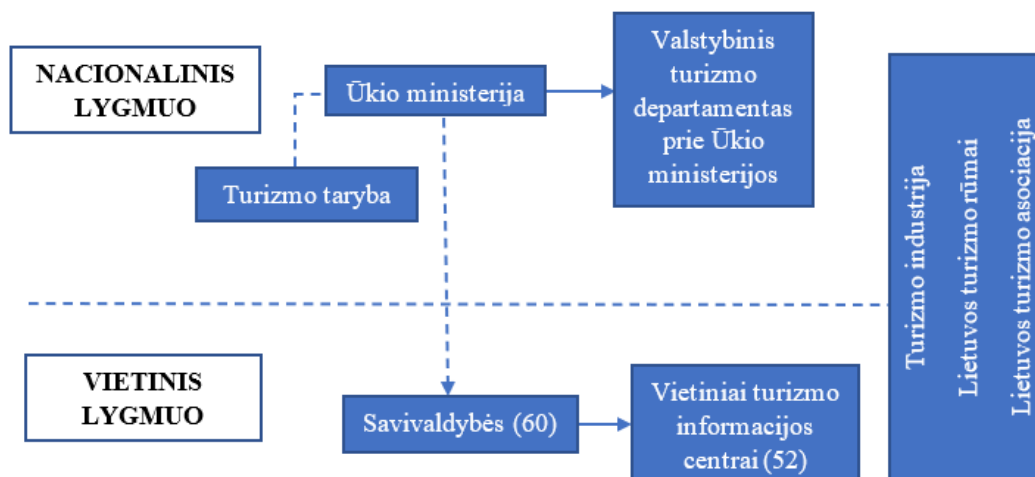 NACIONALINIS
LYGMUO
Ūkio ministerija
Valstybinis
turizmo
departamentas
prie Ūkio
ministerijos
Turizmo taryba
VIETINIS
LYGMUO
Savivaldybės (60)
Vietiniai turizmo
informacijos
centrai (52)
Turizmo industrija
Lietuvos turizmo rūmai
Lietuvos turizmo asociacija